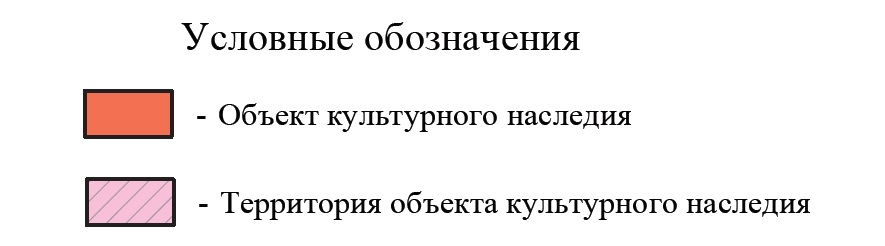 Условные обозначения
- Объект культурного наследия
- Территория объекта культурного наследия